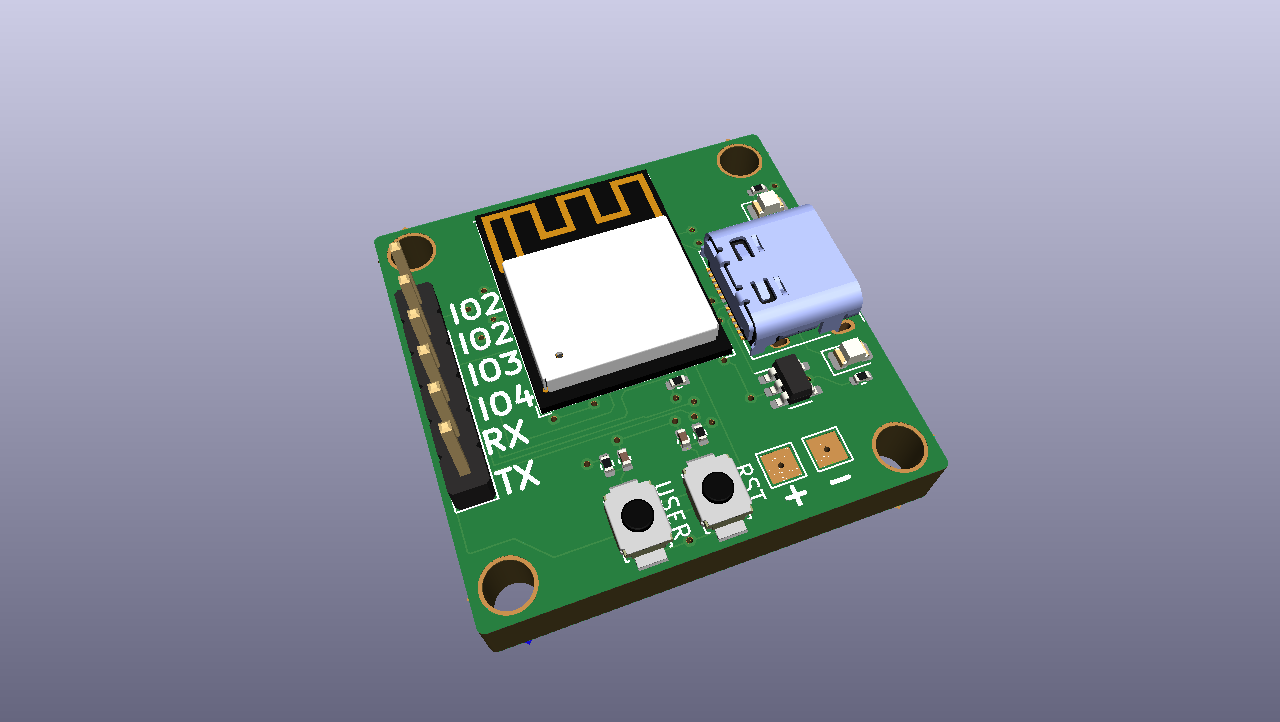 IO2
IO2
IO3
IO4
RX
TX
USER
RST
+ -